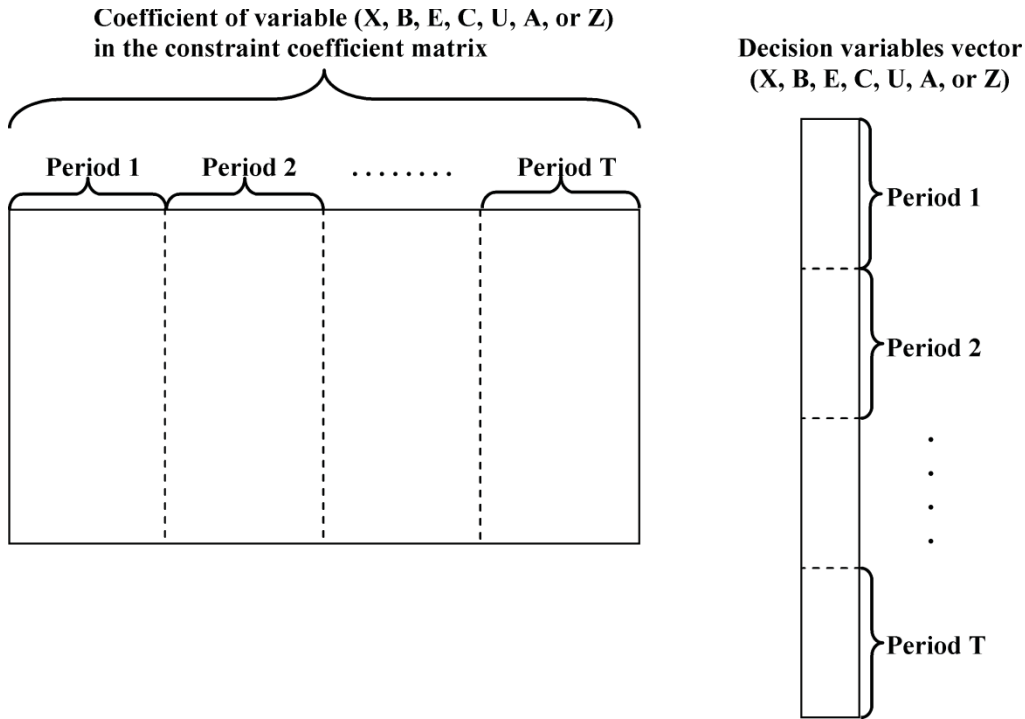 Coefficient of variable (X, B, E, C, U, A, or Z)
in the constraint coefficient matrix
Period 1 Period 2 ........ Period T
Decision variables vector
(X, B, E, C, U, A, or Z)
Period 1
Period 2
.
.
.
.
Period T